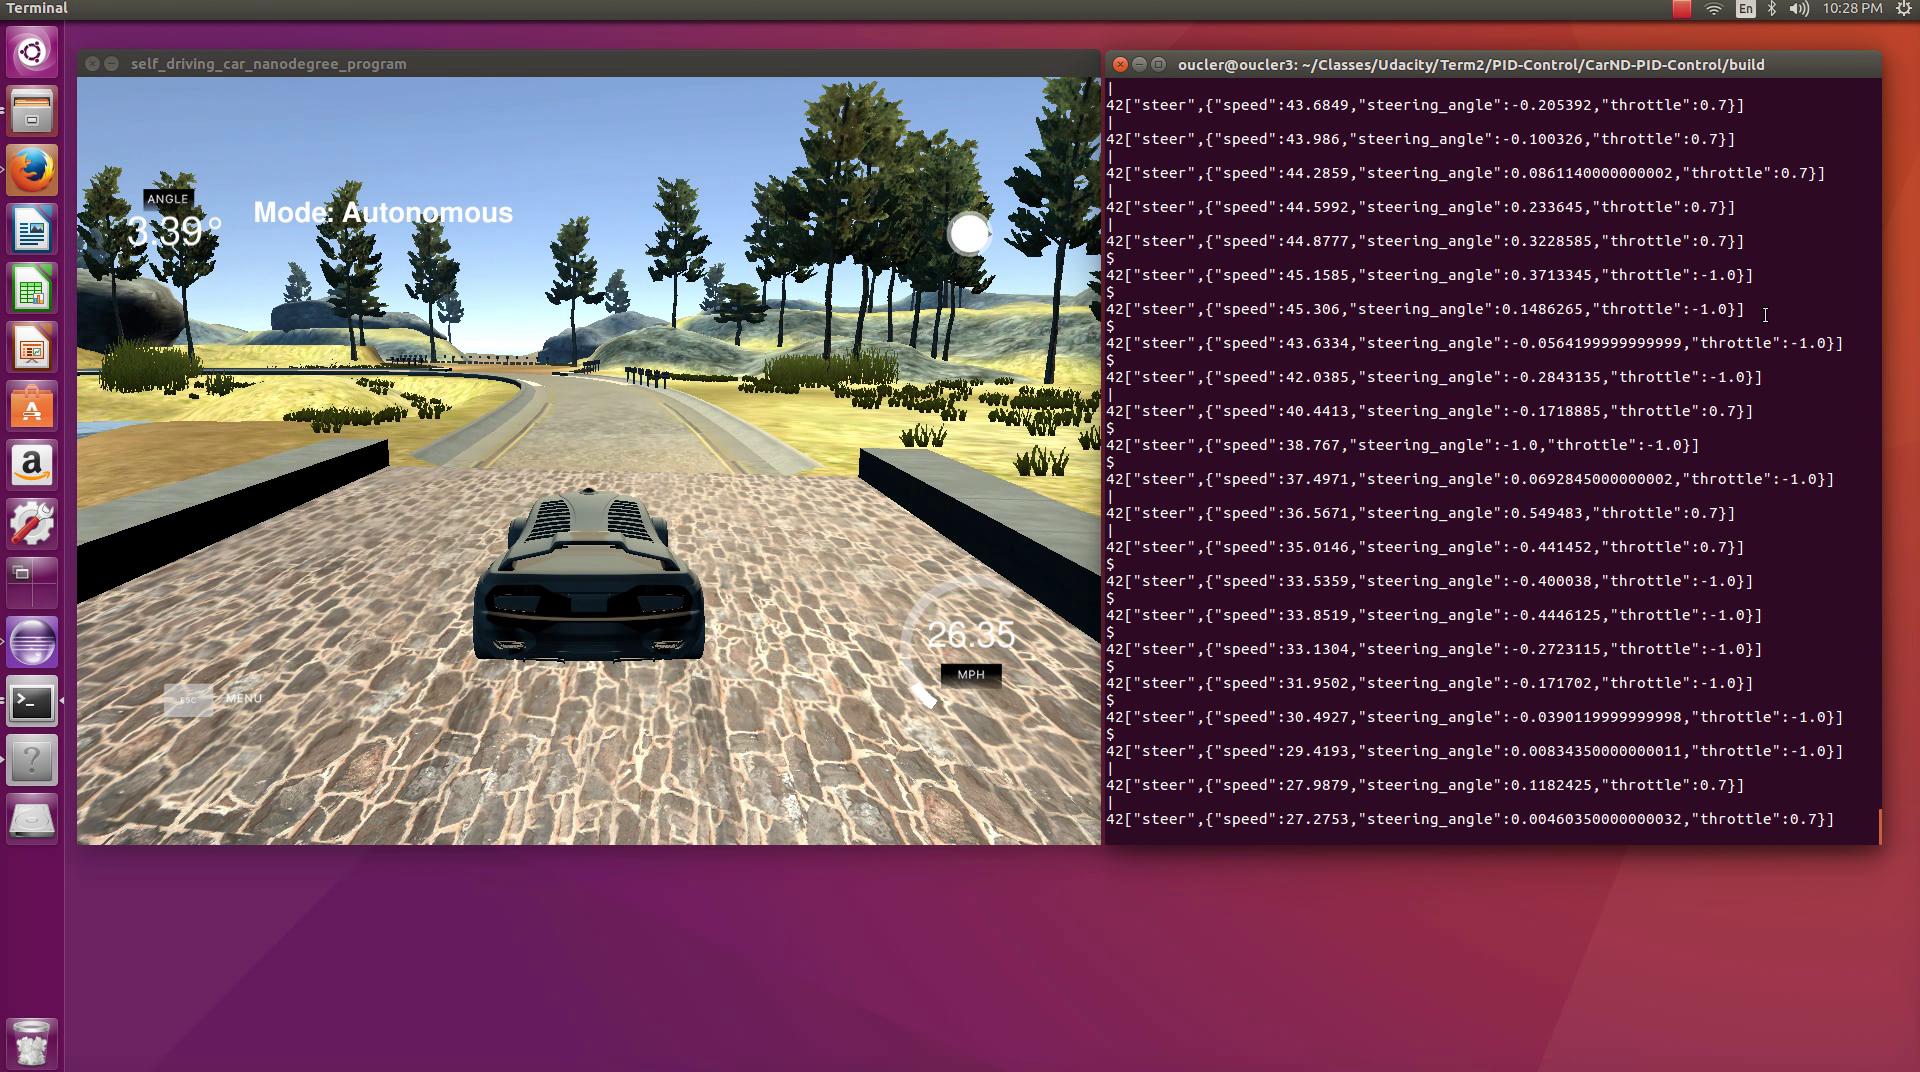 Terminal
En
10:28 PM
self_driving_car_nanodegree_program
ANGLE
3.39°
Mode: Autonomous
26.35
MPH
ESC
MENU
oucler@oucler3: ~/Classes/Udacity/Term2/PID-Control/CarND-PID-Control/build
|
42["steer",{"speed":43.6849,"steering_angle":-0.205392,"throttle":0.7}]
|
42["steer",{"speed":43.986,"steering_angle":-0.100326,"throttle":0.7}]
|
42["steer",{"speed":44.2859,"steering_angle":0.0861140000000002,"throttle":0.7}]
|
42["steer",{"speed":44.5992,"steering_angle":0.233645,"throttle":0.7}]
|
42["steer",{"speed":44.8777,"steering_angle":0.3228585,"throttle":0.7}]
$
42["steer",{"speed":45.1585,"steering_angle":0.3713345,"throttle":-1.0}]
$
42["steer",{"speed":45.306,"steering_angle":0.1486265,"throttle":-1.0}]
$
42["steer",{"speed":43.6334,"steering_angle":-0.0564199999999999,"throttle":-1.0}]
$
42["steer",{"speed":42.0385,"steering_angle":-0.2843135,"throttle":-1.0}]
|
42["steer",{"speed":40.4413,"steering_angle":-0.1718885,"throttle":0.7}]
$
42["steer",{"speed":38.767,"steering_angle":-1.0,"throttle":-1.0}]
$
42["steer",{"speed":37.4971,"steering_angle":0.0692845000000002,"throttle":-1.0}]
|
42["steer",{"speed":36.5671,"steering_angle":0.549483,"throttle":0.7}]
|
42["steer",{"speed":35.0146,"steering_angle":-0.441452,"throttle":0.7}]
$
42["steer",{"speed":33.5359,"steering_angle":-0.400038,"throttle":-1.0}]
$
42["steer",{"speed":33.8519,"steering_angle":-0.4446125,"throttle":-1.0}]
$
42["steer",{"speed":33.1304,"steering_angle":-0.2723115,"throttle":-1.0}]
$
42["steer",{"speed":31.9502,"steering_angle":-0.171702,"throttle":-1.0}]
$
42["steer",{"speed":30.4927,"steering_angle":-0.0390119999999998,"throttle":-1.0}]
$
42["steer",{"speed":29.4193,"steering_angle":0.00834350000000011,"throttle":-1.0}]
|
42["steer",{"speed":27.9879,"steering_angle":0.1182425,"throttle":0.7}]
|
42["steer",{"speed":27.2753,"steering_angle":0.00460350000000032,"throttle":0.7}]